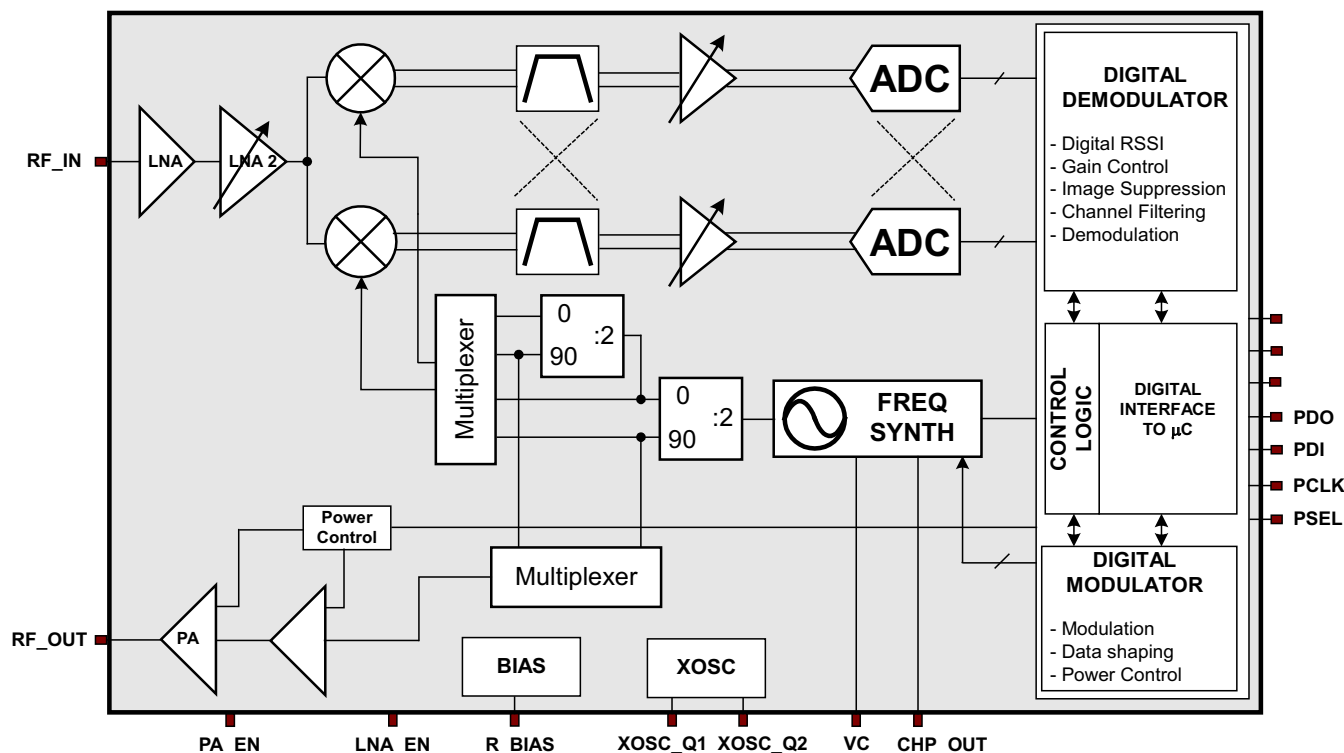 RF_IN
LNA
LNA 2
ADC
ADC
DIGITAL
DEMODULATOR
- Digital RSSI
- Gain Control
- Image Suppression
- Channel Filtering
- Demodulation
Multiplexer
0
90
:2
0
90
:2
FREQ
SYNTH
CONTROL
LOGIC
DIGITAL
INTERFACE
TO µC
PDO
PDI
PCLK
PSEL
Power
Control
Multiplexer
DIGITAL
MODULATOR
- Modulation
- Data shaping
- Power Control
RF_OUT
PA
BIAS
XOSC
PA_EN
LNA_EN
R_BIAS
XOSC_Q1
XOSC_Q2
VC
CHP_OUT